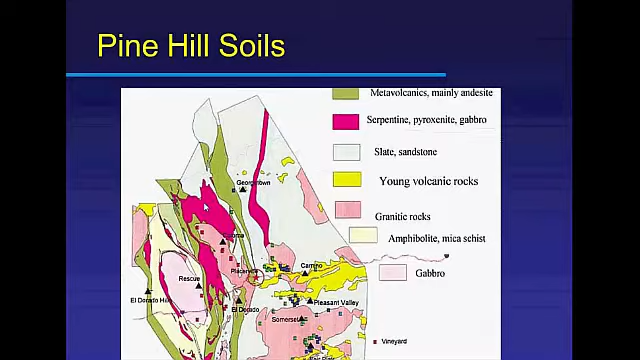 Pine Hill Soils
Metavolcanics, mainly andesite
Serpentine, pyroxenite, gabbro
Slate, sandstone
Georgetown
Young volcanic rocks
Granitic rocks
Amphibolite, mica schist
Coloma
Placerville
Camino
Gabbro
Rescue
El Dorado Hills
El Dorado
Pleasant Valley
Somerset
Vineyard